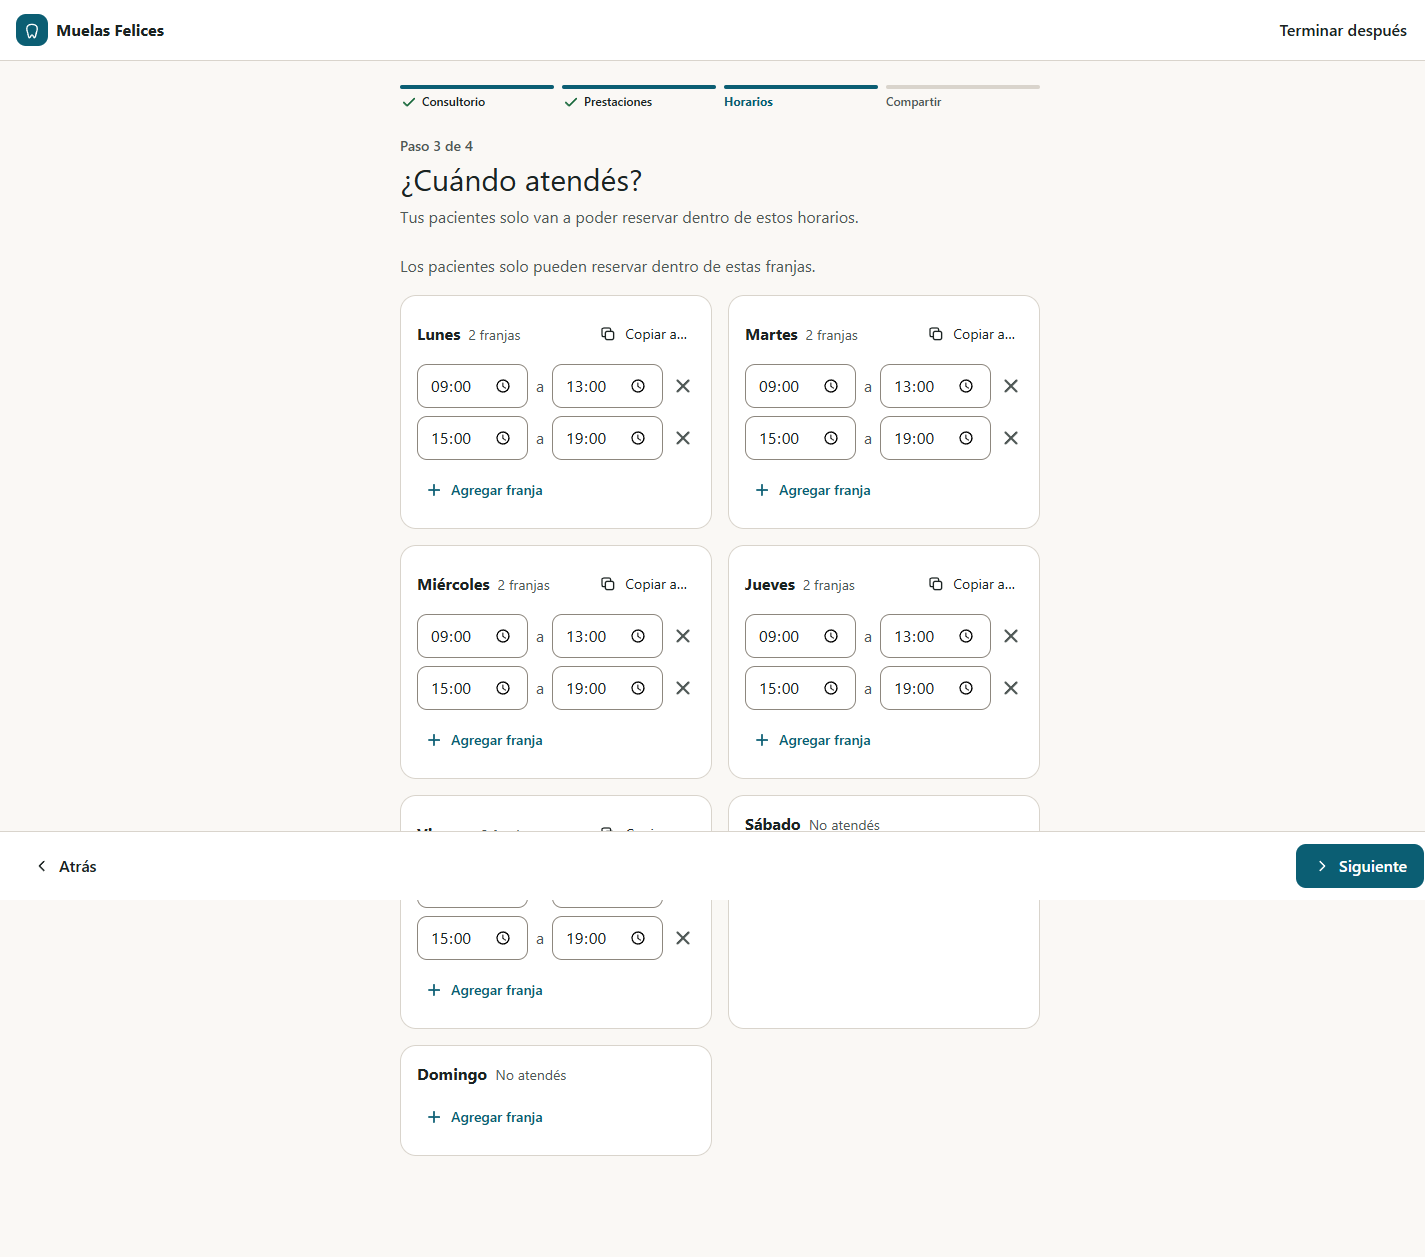 Muelas Felices
Terminar después
Consultorio
Prestaciones
Horarios
Compartir
Paso 3 de 4
¿Cuándo atendés?
Tus pacientes solo van a poder reservar dentro de estos horarios.
Los pacientes solo pueden reservar dentro de estas franjas.
Lunes 2 franjas Copiar a...
09:00 a 13:00
15:00 a 19:00
Agregar franja
Martes 2 franjas Copiar a...
09:00 a 13:00
15:00 a 19:00
Agregar franja
Miércoles 2 franjas Copiar a...
09:00 a 13:00
15:00 a 19:00
Agregar franja
Jueves 2 franjas Copiar a...
09:00 a 13:00
15:00 a 19:00
Agregar franja
Sábado No atendés
Atrás
Siguiente
15:00 a 19:00
Agregar franja
Domingo No atendés
Agregar franja